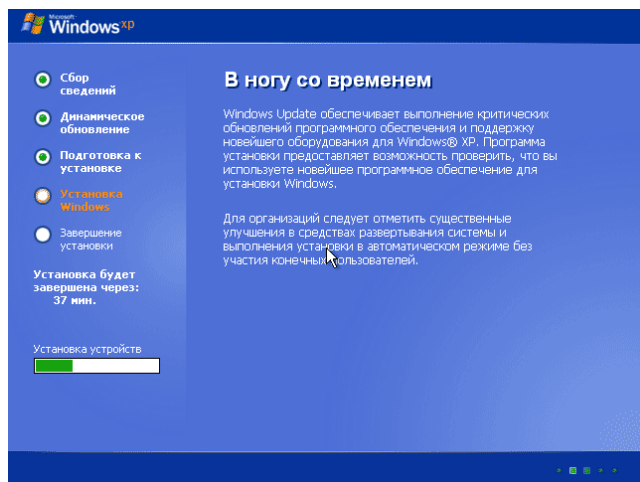 Microsoft
Windows xp
Сбор
сведений
Динамическое
обновление
Подготовка к
установке
Установка
Windows
Завершение
установки
Установка будет
завершена через:
37 мин.
Установка устройств
В ногу со временем
Windows Update обеспечивает выполнение критических
обновлений программного обеспечения и поддержку
новейшего оборудования для Windows® XP. Программа
установки предоставляет возможность проверить, что вы
используете новейшее программное обеспечение для
установки Windows.
Для организаций следует отметить существенные
улучшения в средствах развертывания системы и
выполнения установки в автоматическом режиме без
участия конечных пользователей.